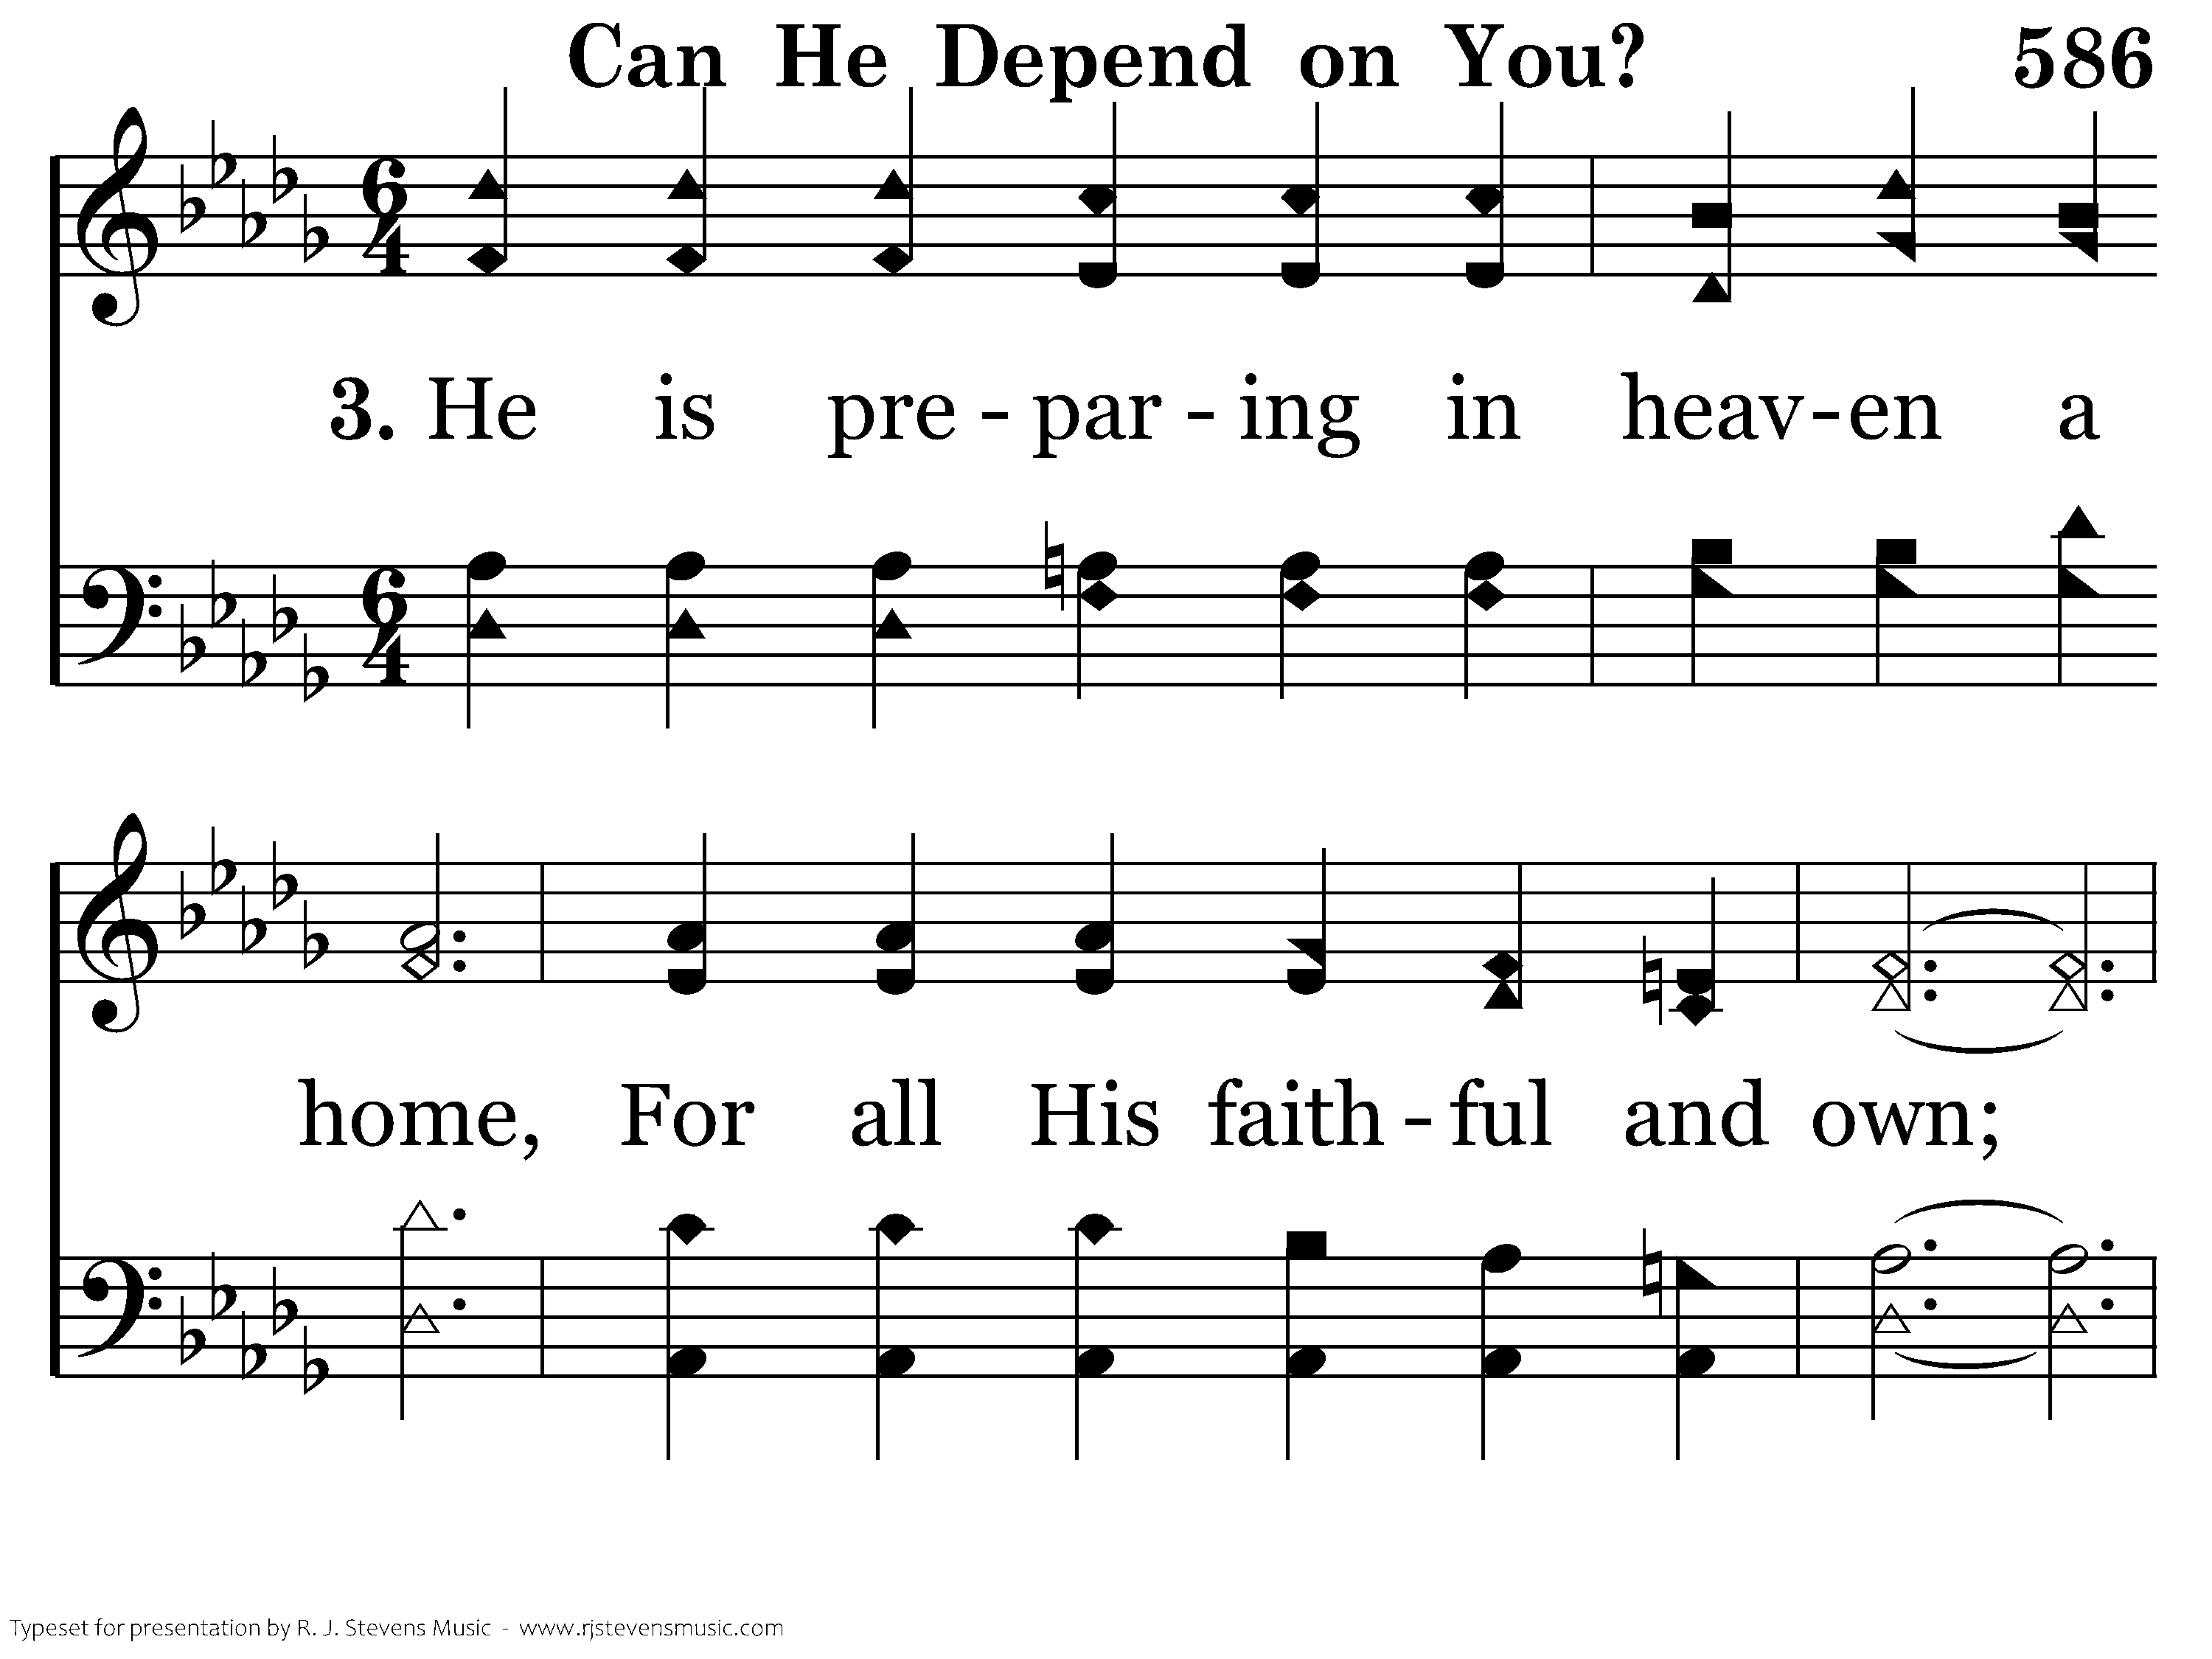 Can He Depend on You? 586
3. He is pre - par - ing in heav - en a
home, For all His faith - ful and own;
Typeset for presentation by R. J. Stevens Music - www.rjstevensmusic.com